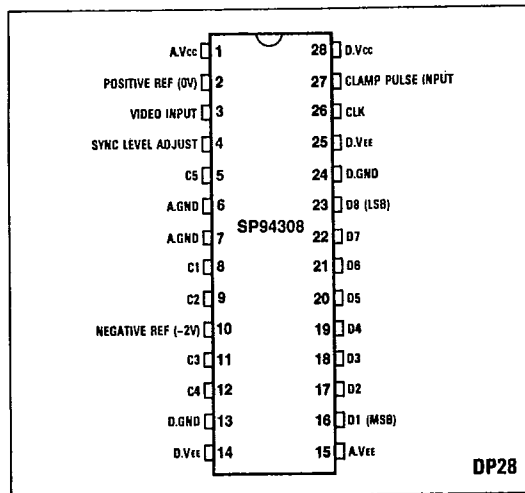 A.Vcc 1 28 D.Vcc
POSITIVE REF (0V) 2 27 CLAMP PULSE INPUT
VIDEO INPUT 3 26 CLK
SYNC LEVEL ADJUST 4 25 D.VEE
C5 5 24 D.GND
A.GND 6 23 D8 (LSB)
SP94308
A.GND 7 22 D7
C1 8 21 D6
C2 9 20 D5
NEGATIVE REF (–2V) 10 19 D4
C3 11 18 D3
C4 12 17 D2
D.GND 13 16 D1 (MSB)
D.VEE 14 15 A.VEE
DP28